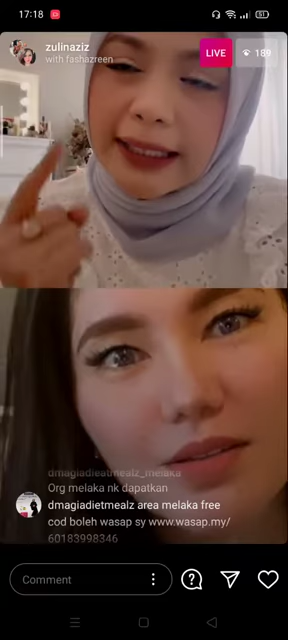 17:18
51
zulinaziz
with fashazreen
LIVE
189
dmagiadietmealz_melaka
Org melaka nk dapatkan
dmagiadietmealz area melaka free
cod boleh wasap sy www.wasap.my/
60183998346
Comment